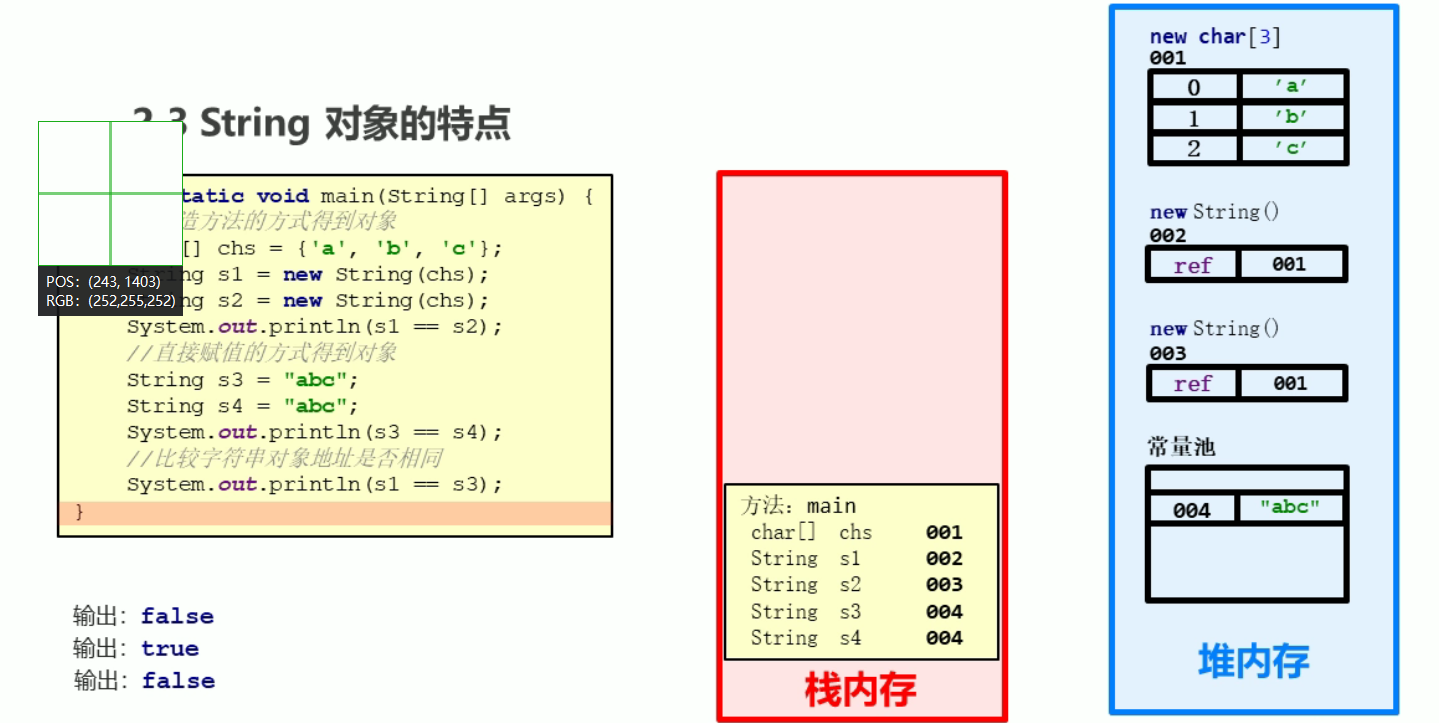 2.3 String 对象的特点
tatic void main(String[] args) {
造方法的方式得到对象
[] chs = {'a', 'b', 'c'};
ng s1 = new String(chs);
ng s2 = new String(chs);
System.out.println(s1 == s2);
//直接赋值的方式得到对象
String s3 = "abc";
String s4 = "abc";
System.out.println(s3 == s4);
//比较字符串对象地址是否相同
System.out.println(s1 == s3);
}
POS: (243, 1403)
RGB: (252,255,252)
输出：false
输出：true
输出：false
方法：main
char[] chs 001
String s1 002
String s2 003
String s3 004
String s4 004
栈内存
new char[3]
001
0 'a'
1 'b'
2 'c'
new String()
002
ref 001
new String()
003
ref 001
常量池
004 "abc"
堆内存